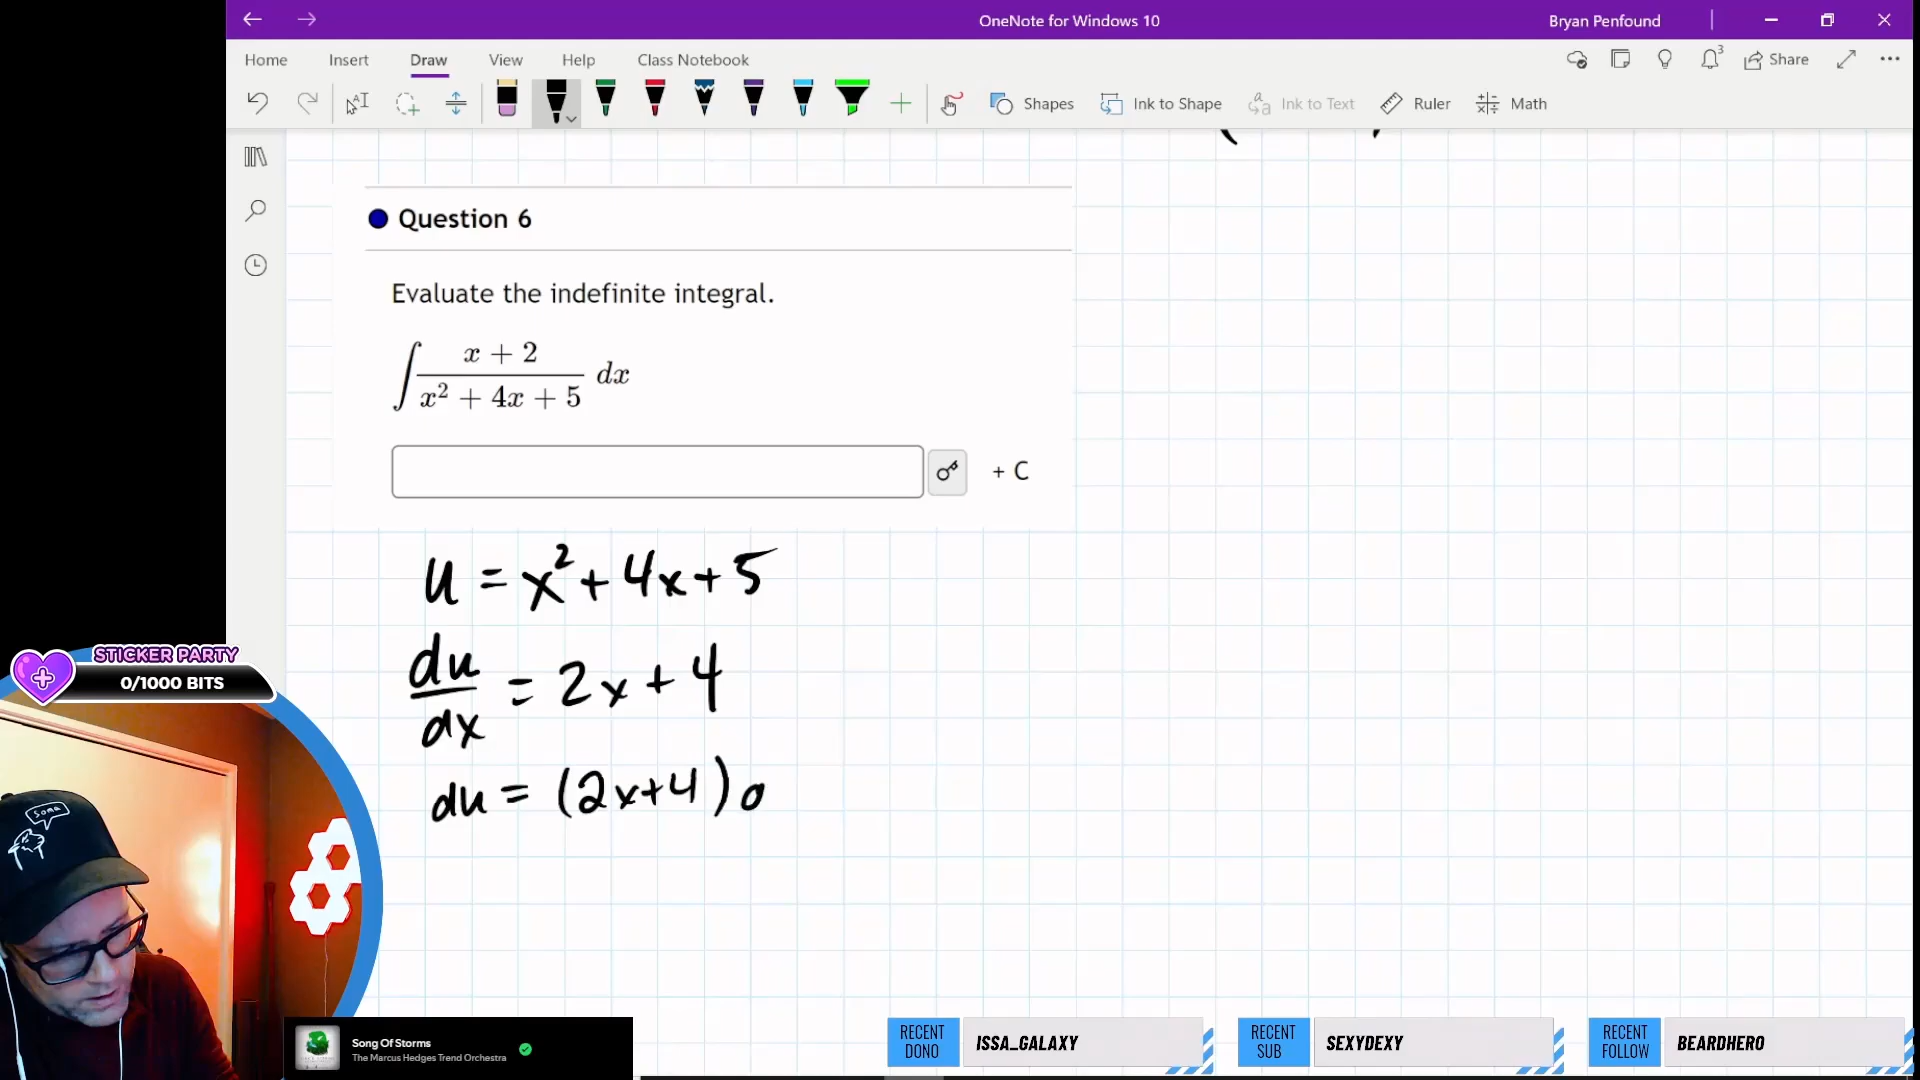 OneNote for Windows 10
Bryan Penfound
Home Insert Draw View Help Class Notebook
3
Share
Shapes Ink to Shape Ink to Text Ruler Math
Question 6
Evaluate the indefinite integral.
∫ (x + 2)/(x² + 4x + 5) dx
+ C
u = x² + 4x + 5
du/dx = 2x + 4
du = (2x+4) d
STICKER PARTY
0/1000 BITS
Soma
Song Of Storms
The Marcus Hedges Trend Orchestra
RECENT DONO
ISSA_GALAXY
RECENT SUB
SEXYDEXY
RECENT FOLLOW
BEARDHERO